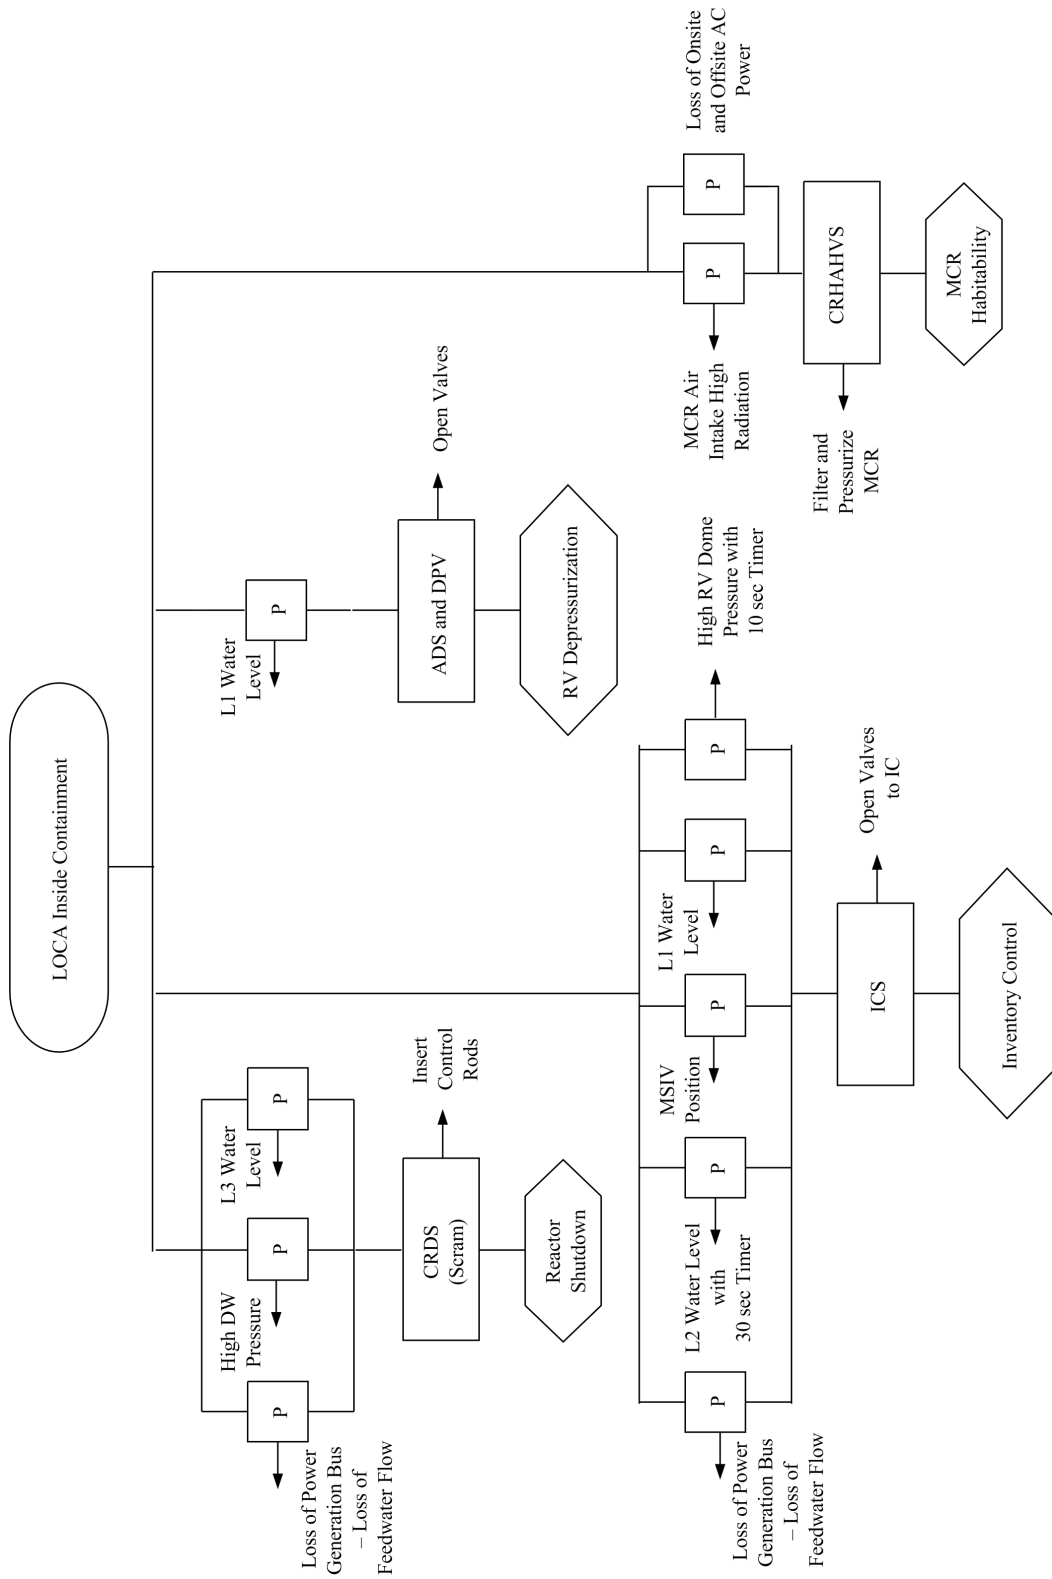 LOCA Inside Containment
Loss of Power
Generation Bus
– Loss of
Feedwater Flow
P
High DW
Pressure
P
L3 Water
Level
P
CRDS
(Scram)
Insert
Control
Rods
Reactor
Shutdown
L1 Water
Level
P
ADS and DPV
Open Valves
RV Depressurization
Loss of Power
Generation Bus
– Loss of
Feedwater Flow
P
L2 Water Level
with
30 sec Timer
P
MSIV
Position
P
L1 Water
Level
P
P
High RV Dome
Pressure with
10 sec Timer
ICS
Open Valves
to IC
Inventory Control
MCR Air
Intake High
Radiation
P
P
Loss of Onsite
and Offsite AC
Power
Filter and
Pressurize
MCR
CRHAHVS
MCR
Habitability